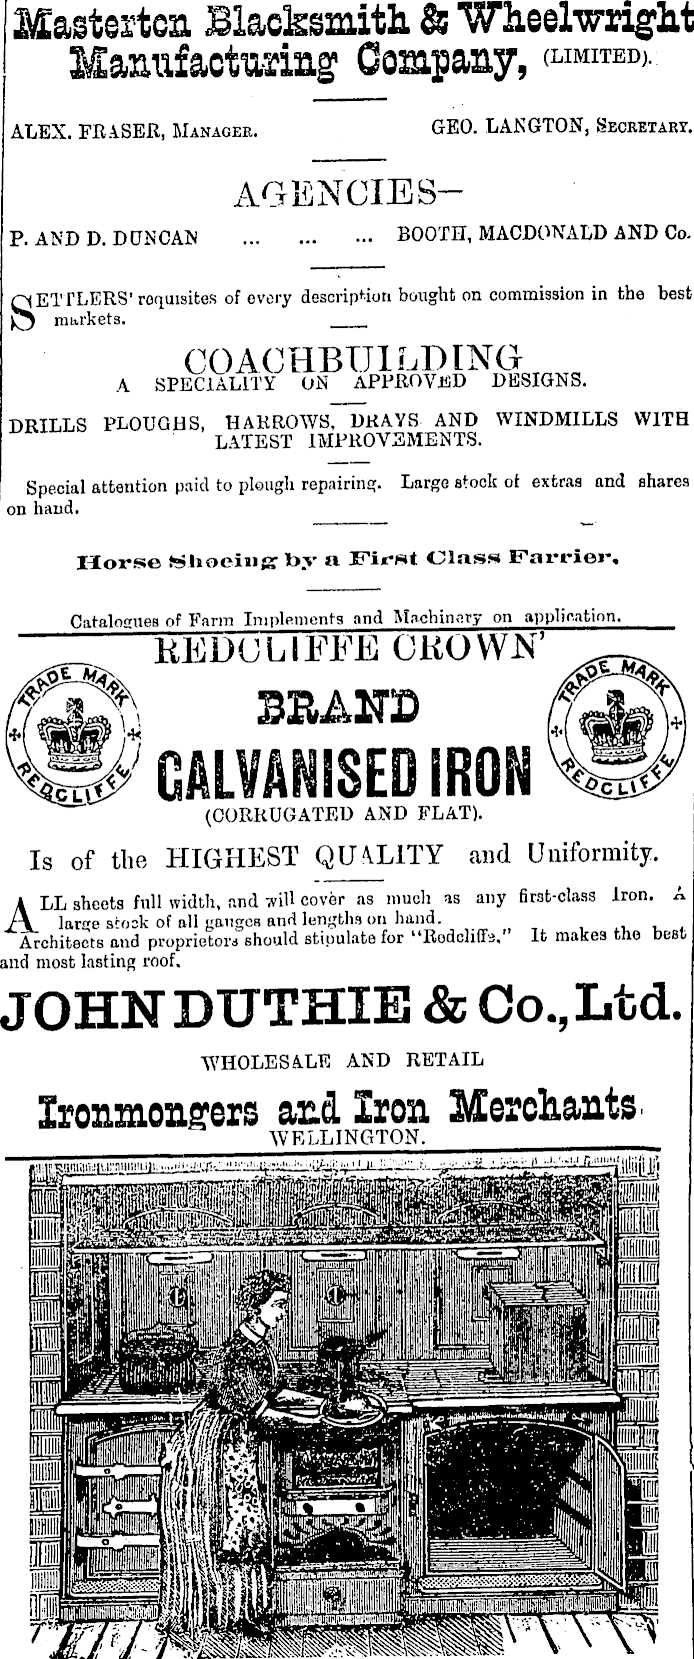 Masterton Blacksmith & Wheelwright
Manufacturing Company, (LIMITED).
ALEX. FRASER, MANAGER. GEO. LANGTON, SECRETARY.
AGENCIES—
P. AND D. DUNCAN ... ... ... BOOTH, MACDONALD AND Co.
SETTLERS' requisites of every description bought on commission in the best
markets.
COACHBUILDING
A SPECIALITY ON APPROVED DESIGNS.
DRILLS PLOUGHS, HARROWS, DRAYS AND WINDMILLS WITH
LATEST IMPROVEMENTS.
Special attention paid to plough repairing. Large stock of extras and shares
on hand.
Horse Shoeing by a First Class Farrier.
Catalogues of Farm Implements and Machinery on application.
REDCLIFFE CROWN'
TRADE MARK
REDCLIFFE
BRAND
TRADE MARK
REDCLIFFE
GALVANISED IRON
(CORRUGATED AND FLAT).
Is of the HIGHEST QUALITY and Uniformity.
ALL sheets full width, and will cover as much as any first-class Iron. A
large stock of all gauges and lengths on hand.
Architects and proprietors should stipulate for "Redcliffe." It makes the best
and most lasting roof.
JOHN DUTHIE & Co., Ltd.
WHOLESALE AND RETAIL
Ironmongers and Iron Merchants
WELLINGTON.